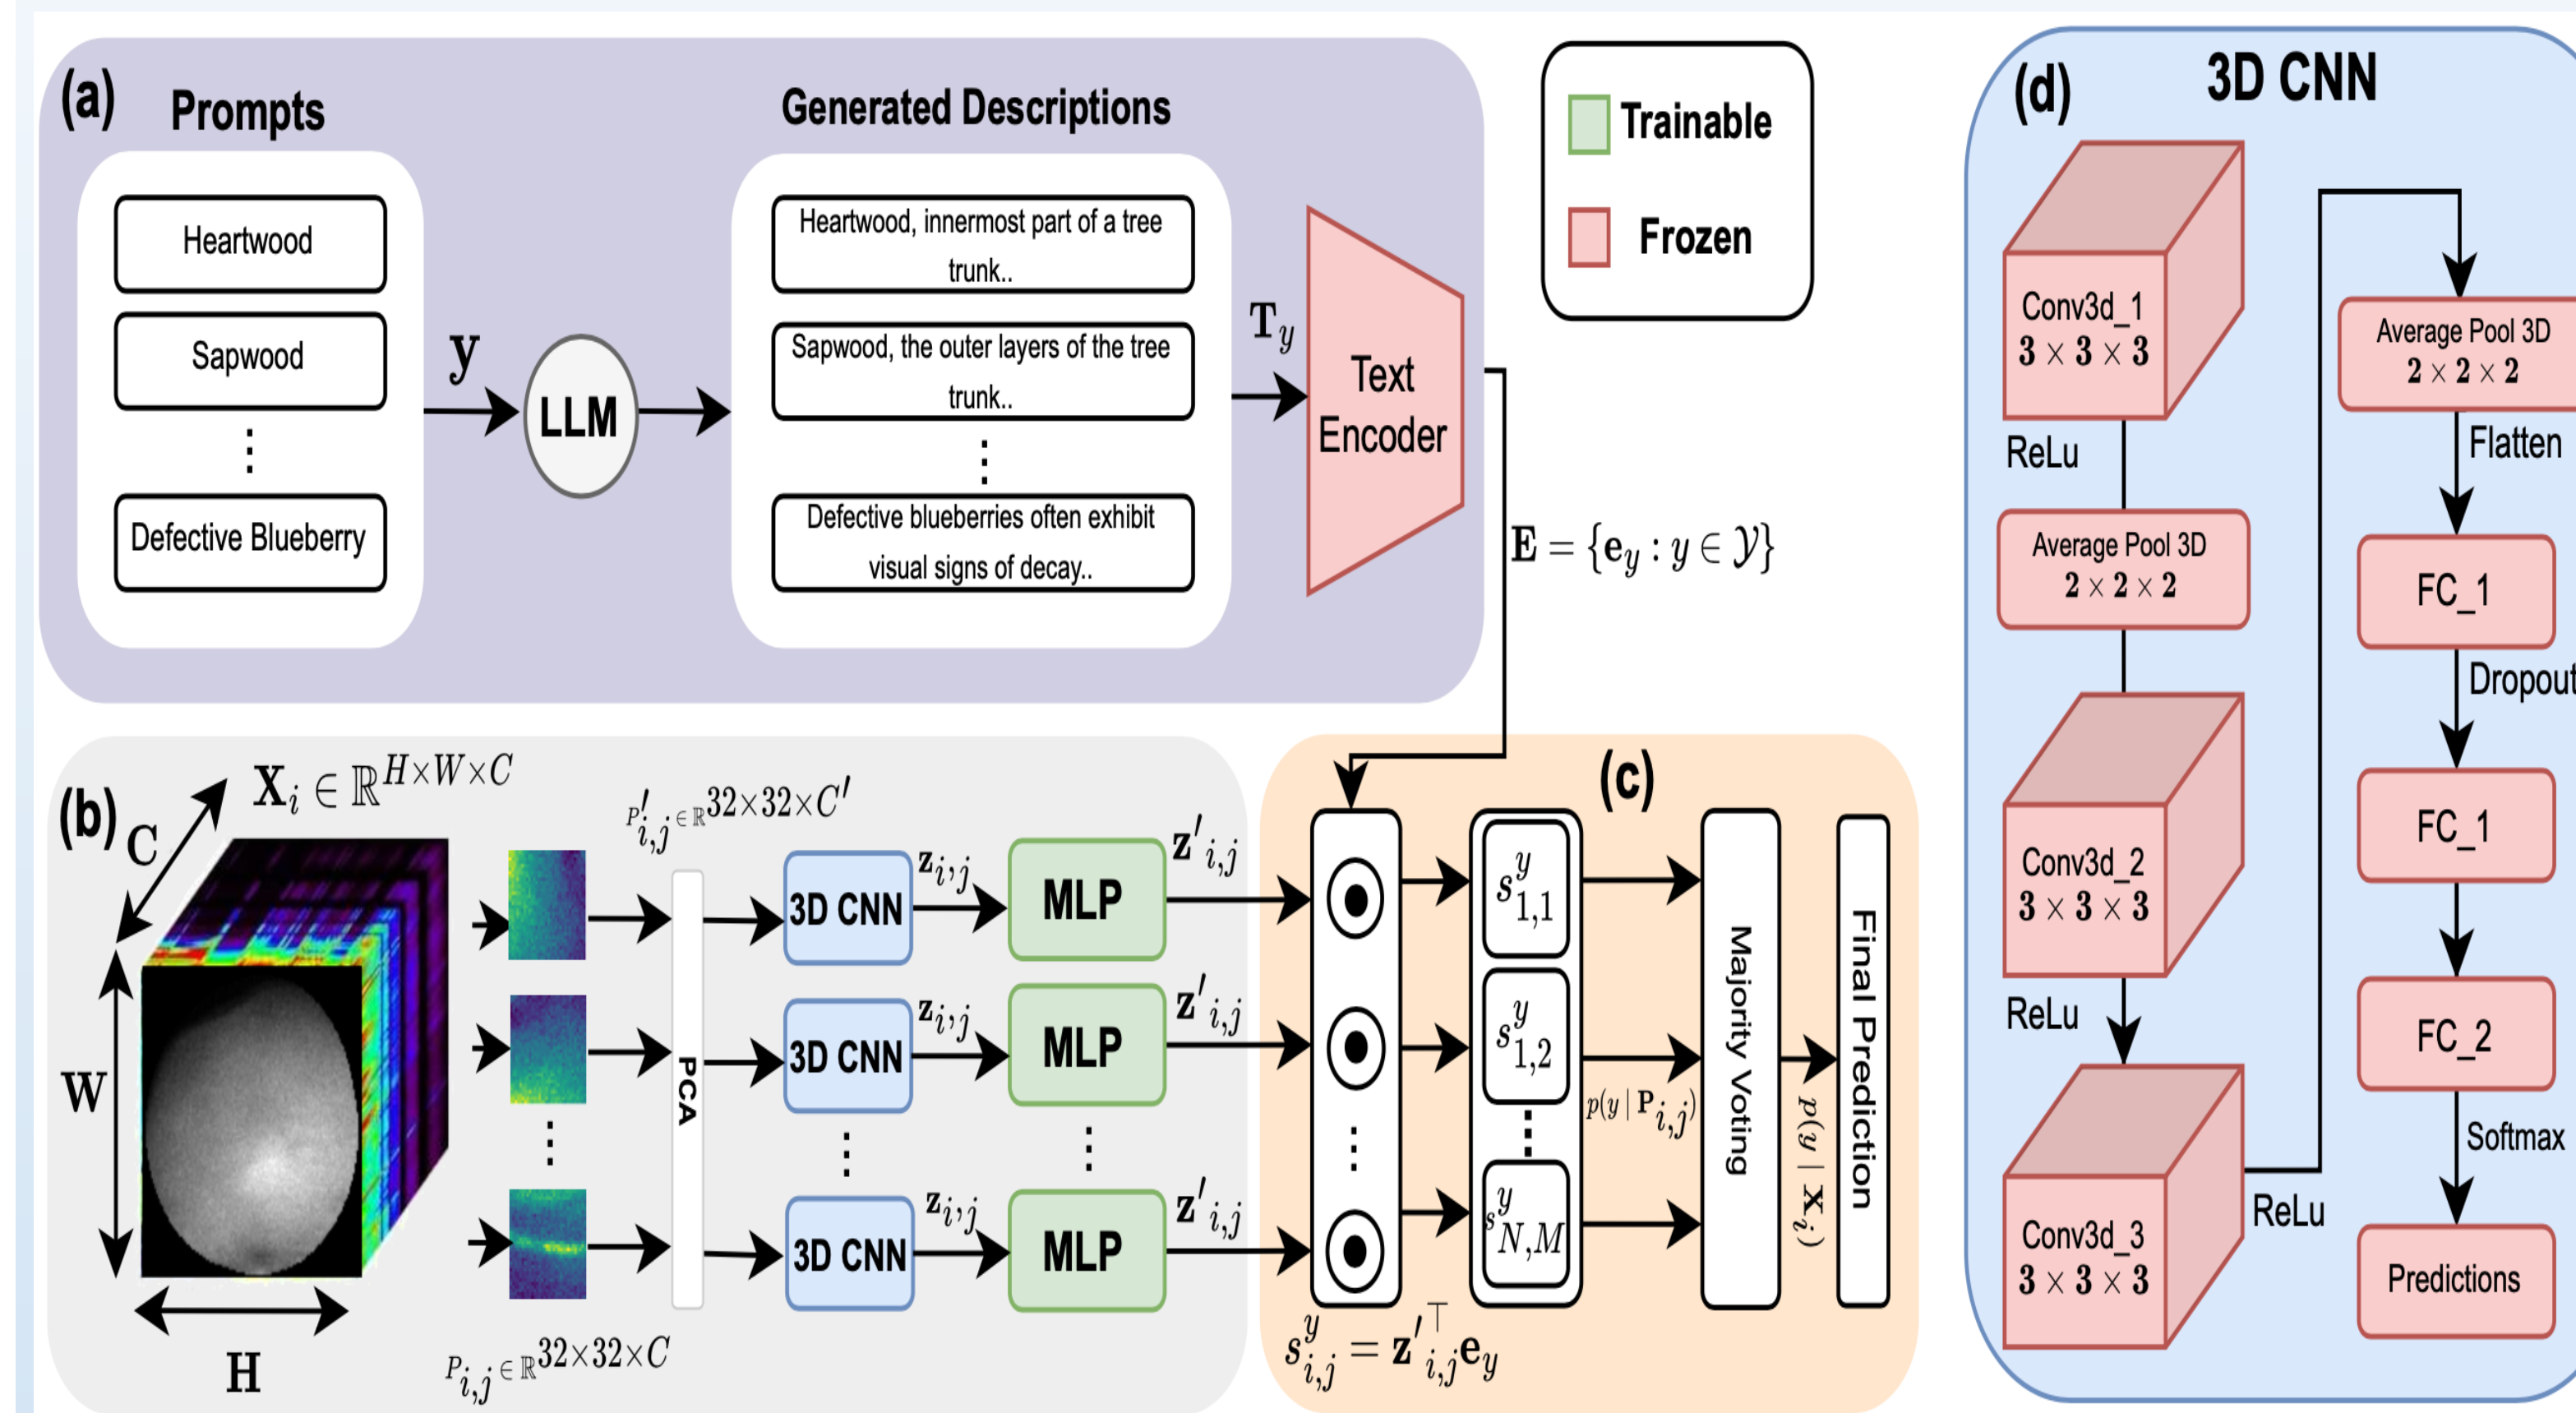 (a)
Prompts
Heartwood
Sapwood
⋮
Defective Blueberry
y
LLM
Generated Descriptions
Heartwood, innermost part of a tree
trunk..
Sapwood, the outer layers of the tree
trunk..
⋮
Defective blueberries often exhibit
visual signs of decay..
T_y
Text
Encoder
E = {e_y : y ∈ 𝒴}
Trainable
Frozen
(b)
X_i ∈ ℝ^{H×W×C}
C
W
H
P_{i,j} ∈ ℝ^{32×32×C}
P'_{i,j} ∈ ℝ^{32×32×C'}
PCA
3D CNN
z_{i,j}
MLP
z'_{i,j}
3D CNN
z_{i,j}
MLP
z'_{i,j}
⋮
3D CNN
z_{i,j}
MLP
z'_{i,j}
(c)
s^y_{1,1}
s^y_{1,2}
⋮
s^y_{N,M}
s^y_{i,j} = z'^⊤_{i,j} e_y
p(y | P_{i,j})
Majority Voting
p(y | X_i)
Final Prediction
(d)
3D CNN
Conv3d_1
3 × 3 × 3
ReLu
Average Pool 3D
2 × 2 × 2
Conv3d_2
3 × 3 × 3
ReLu
Conv3d_3
3 × 3 × 3
ReLu
Average Pool 3D
2 × 2 × 2
Flatten
FC_1
Dropout
FC_1
FC_2
Softmax
Predictions